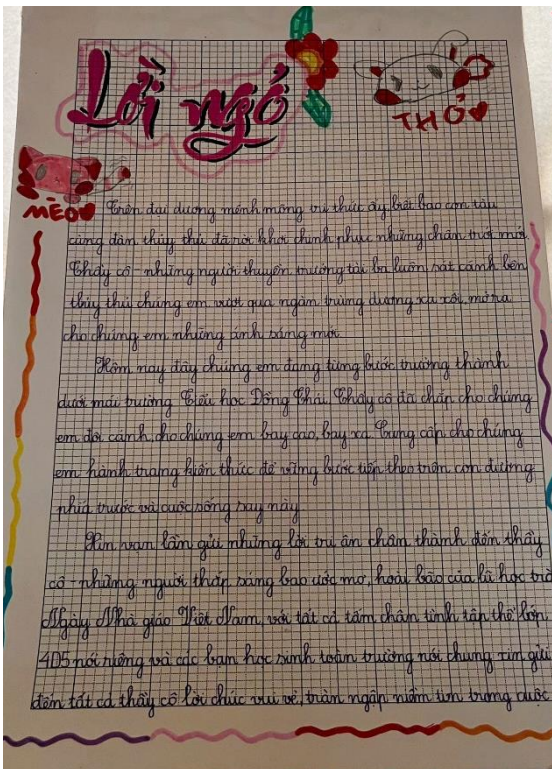 Lời ngỏ
THỎ
MÈO
Trên đại dương mênh mông tri thức ấy biết bao con tàu
cùng đàn thủy thủ đã rời khơi chinh phục những chân trời mới.
Thầy cô - những người thuyền trưởng tài ba luôn sát cánh bên
thủy thủ chúng em vượt qua ngàn trùng dương xa xôi, mở ra
cho chúng em những ánh sáng mới.
Hôm nay đây chúng em đang từng bước trưởng thành
dưới mái trường Tiểu học Đồng Thái. Thầy cô đã chắp cho chúng
em đôi cánh, cho chúng em bay cao, bay xa. Cung cấp cho chúng
em hành trang kiến thức để vững bước tiếp theo trên con đường
phía trước và cuộc sống say này.
Xin vạn lần gửi những lời tri ân chân thành đến thầy
cô - những người thắp sáng bao ước mơ, hoài bão của lũ học trò
Ngày Nhà giáo Việt Nam, với tất cả tấm chân tình tập thể lớp
4D5 nói riêng và các bạn học sinh toàn trường nói chung xin gửi
đến tất cả thầy cô lời chúc vui vẻ, tràn ngập niềm tin trong cuộc